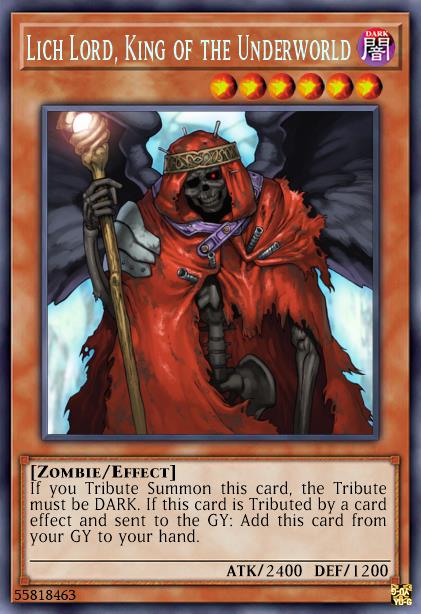 Lich Lord, King of the Underworld
DARK
闇
[Zombie/Effect]
If you Tribute Summon this card, the Tribute
must be DARK. If this card is Tributed by a card
effect and sent to the GY: Add this card from
your GY to your hand.
ATK/2400 DEF/1200
55818463